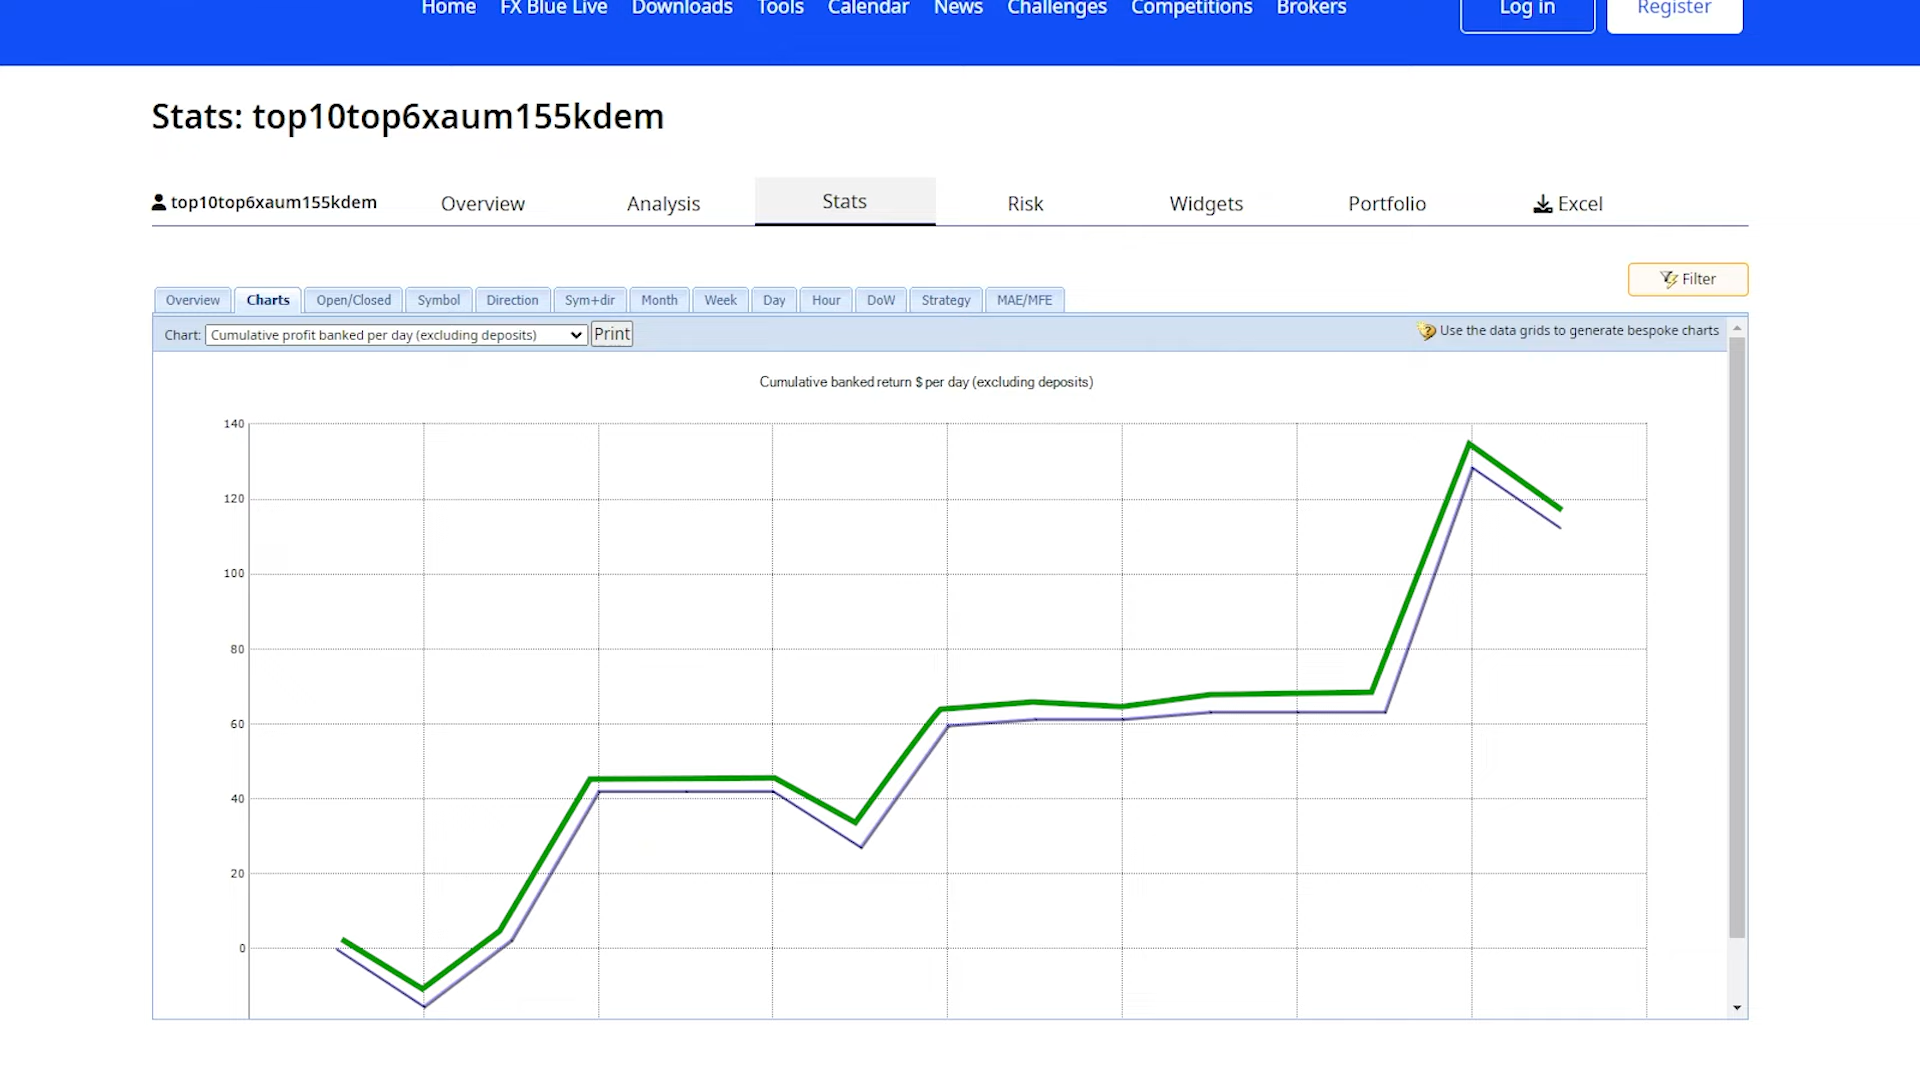 Home FX Blue Live Downloads Tools Calendar News Challenges Competitions Brokers Log in Register
Stats: top10top6xaum155kdem
top10top6xaum155kdem Overview Analysis Stats Risk Widgets Portfolio Excel
Filter
Overview Charts Open/Closed Symbol Direction Sym+dir Month Week Day Hour DoW Strategy MAE/MFE
Chart: Cumulative profit banked per day (excluding deposits) Print Use the data grids to generate bespoke charts
Cumulative banked return $ per day (excluding deposits)
140
120
100
80
60
40
20
0